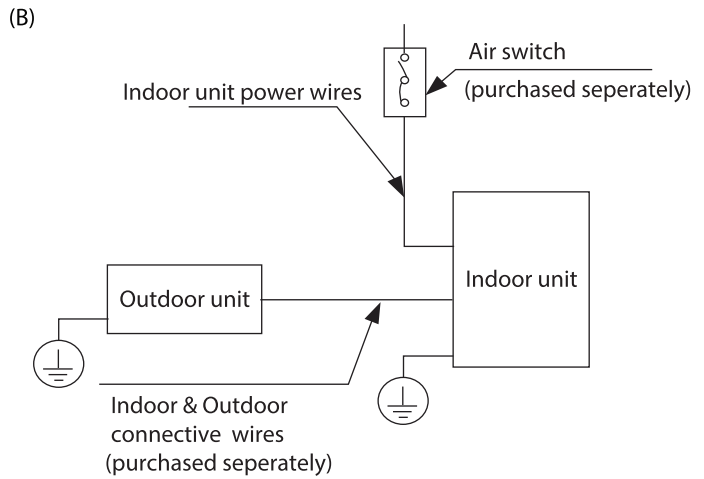 (B)
Air switch
(purchased seperately)
Indoor unit power wires
Indoor unit
Outdoor unit
Indoor & Outdoor
connective wires
(purchased seperately)